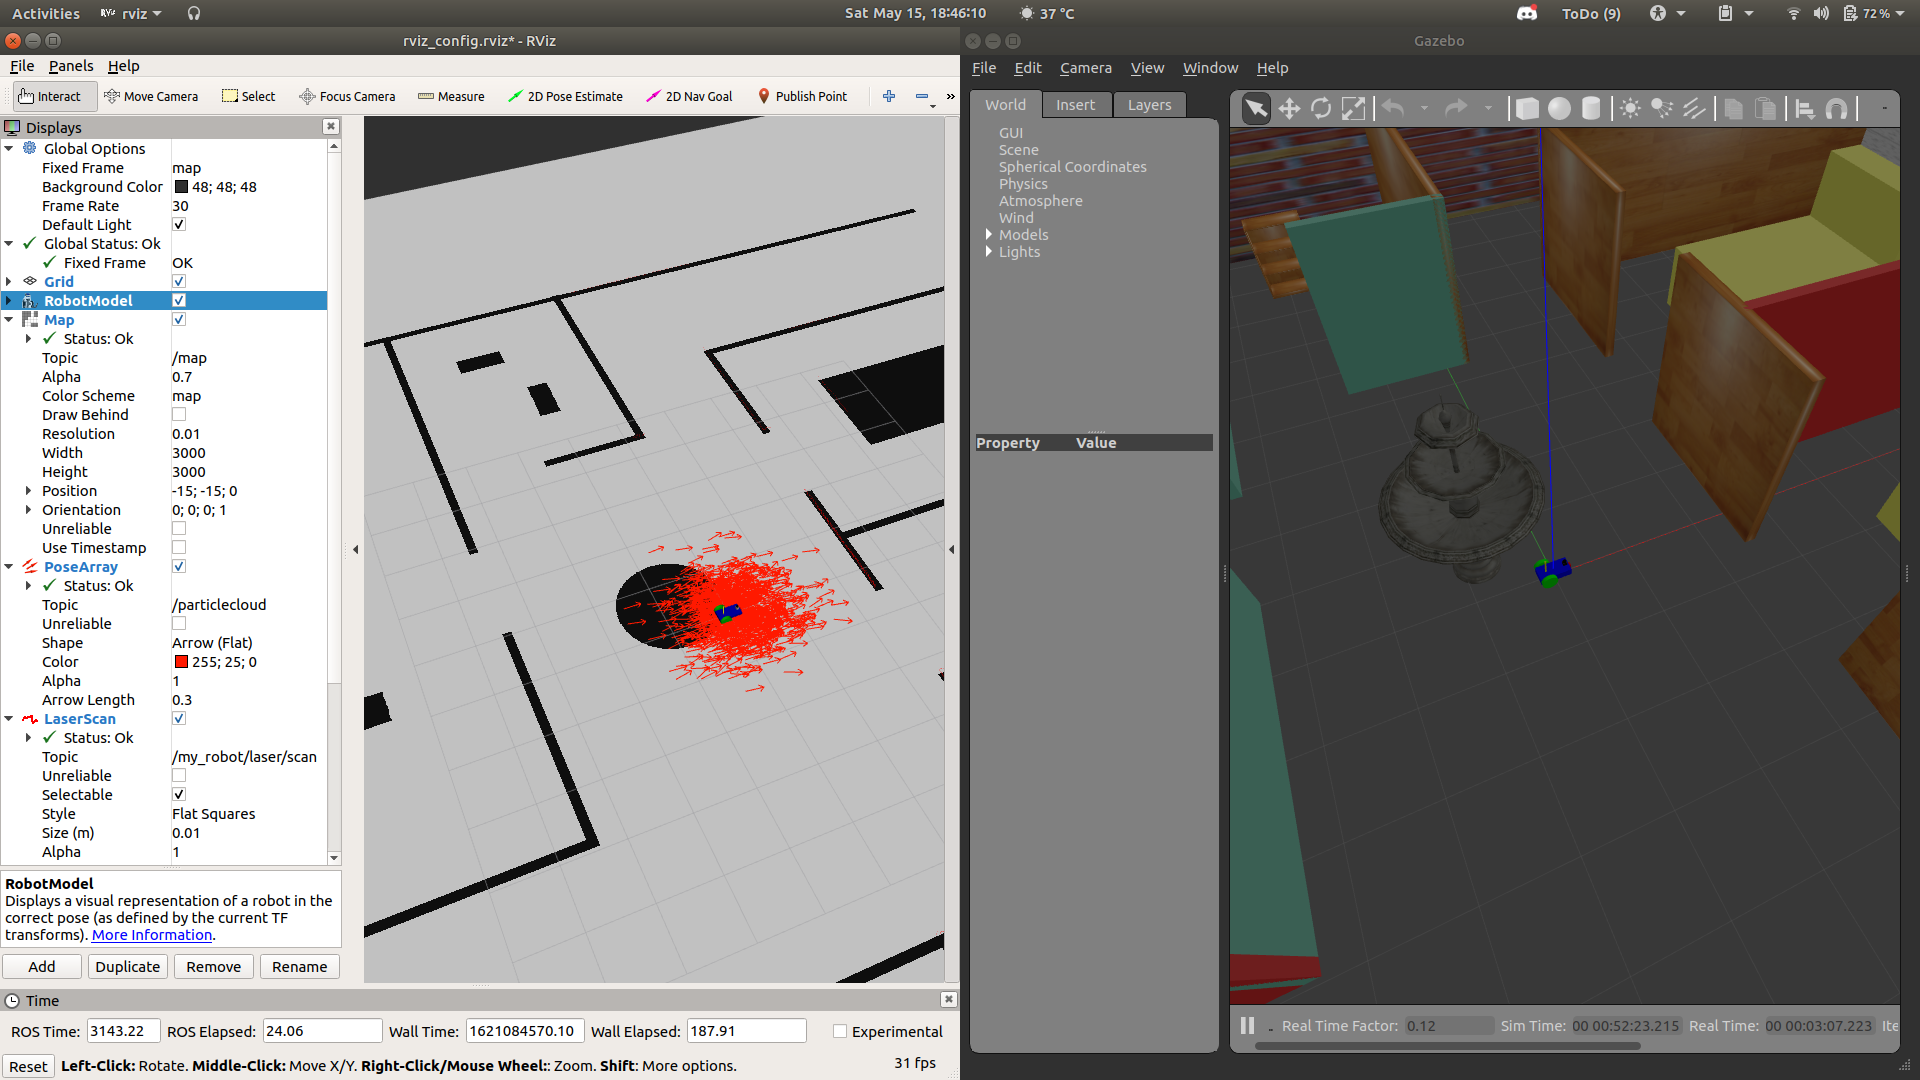 Activities
rviz
Sat May 15, 18:46:10
37 °C
ToDo (9)
72 %
rviz_config.rviz* - RViz
File Panels Help
Interact Move Camera Select Focus Camera Measure 2D Pose Estimate 2D Nav Goal Publish Point »
Displays
Global Options
Fixed Frame map
Background Color 48; 48; 48
Frame Rate 30
Default Light
Global Status: Ok
Fixed Frame OK
Grid
RobotModel
Map
Status: Ok
Topic /map
Alpha 0.7
Color Scheme map
Draw Behind
Resolution 0.01
Width 3000
Height 3000
Position -15; -15; 0
Orientation 0; 0; 0; 1
Unreliable
Use Timestamp
PoseArray
Status: Ok
Topic /particlecloud
Unreliable
Shape Arrow (Flat)
Color 255; 25; 0
Alpha 1
Arrow Length 0.3
LaserScan
Status: Ok
Topic /my_robot/laser/scan
Unreliable
Selectable
Style Flat Squares
Size (m) 0.01
Alpha 1
RobotModel
Displays a visual representation of a robot in the
correct pose (as defined by the current TF
transforms). More Information.
Add Duplicate Remove Rename
Time
ROS Time: 3143.22 ROS Elapsed: 24.06 Wall Time: 1621084570.10 Wall Elapsed: 187.91 Experimental
Reset Left-Click: Rotate. Middle-Click: Move X/Y. Right-Click/Mouse Wheel:: Zoom. Shift: More options. 31 fps
Gazebo
File Edit Camera View Window Help
World Insert Layers
GUI
Scene
Spherical Coordinates
Physics
Atmosphere
Wind
Models
Lights
Property Value
Real Time Factor: 0.12 Sim Time: 00 00:52:23.215 Real Time: 00 00:03:07.223 Ite